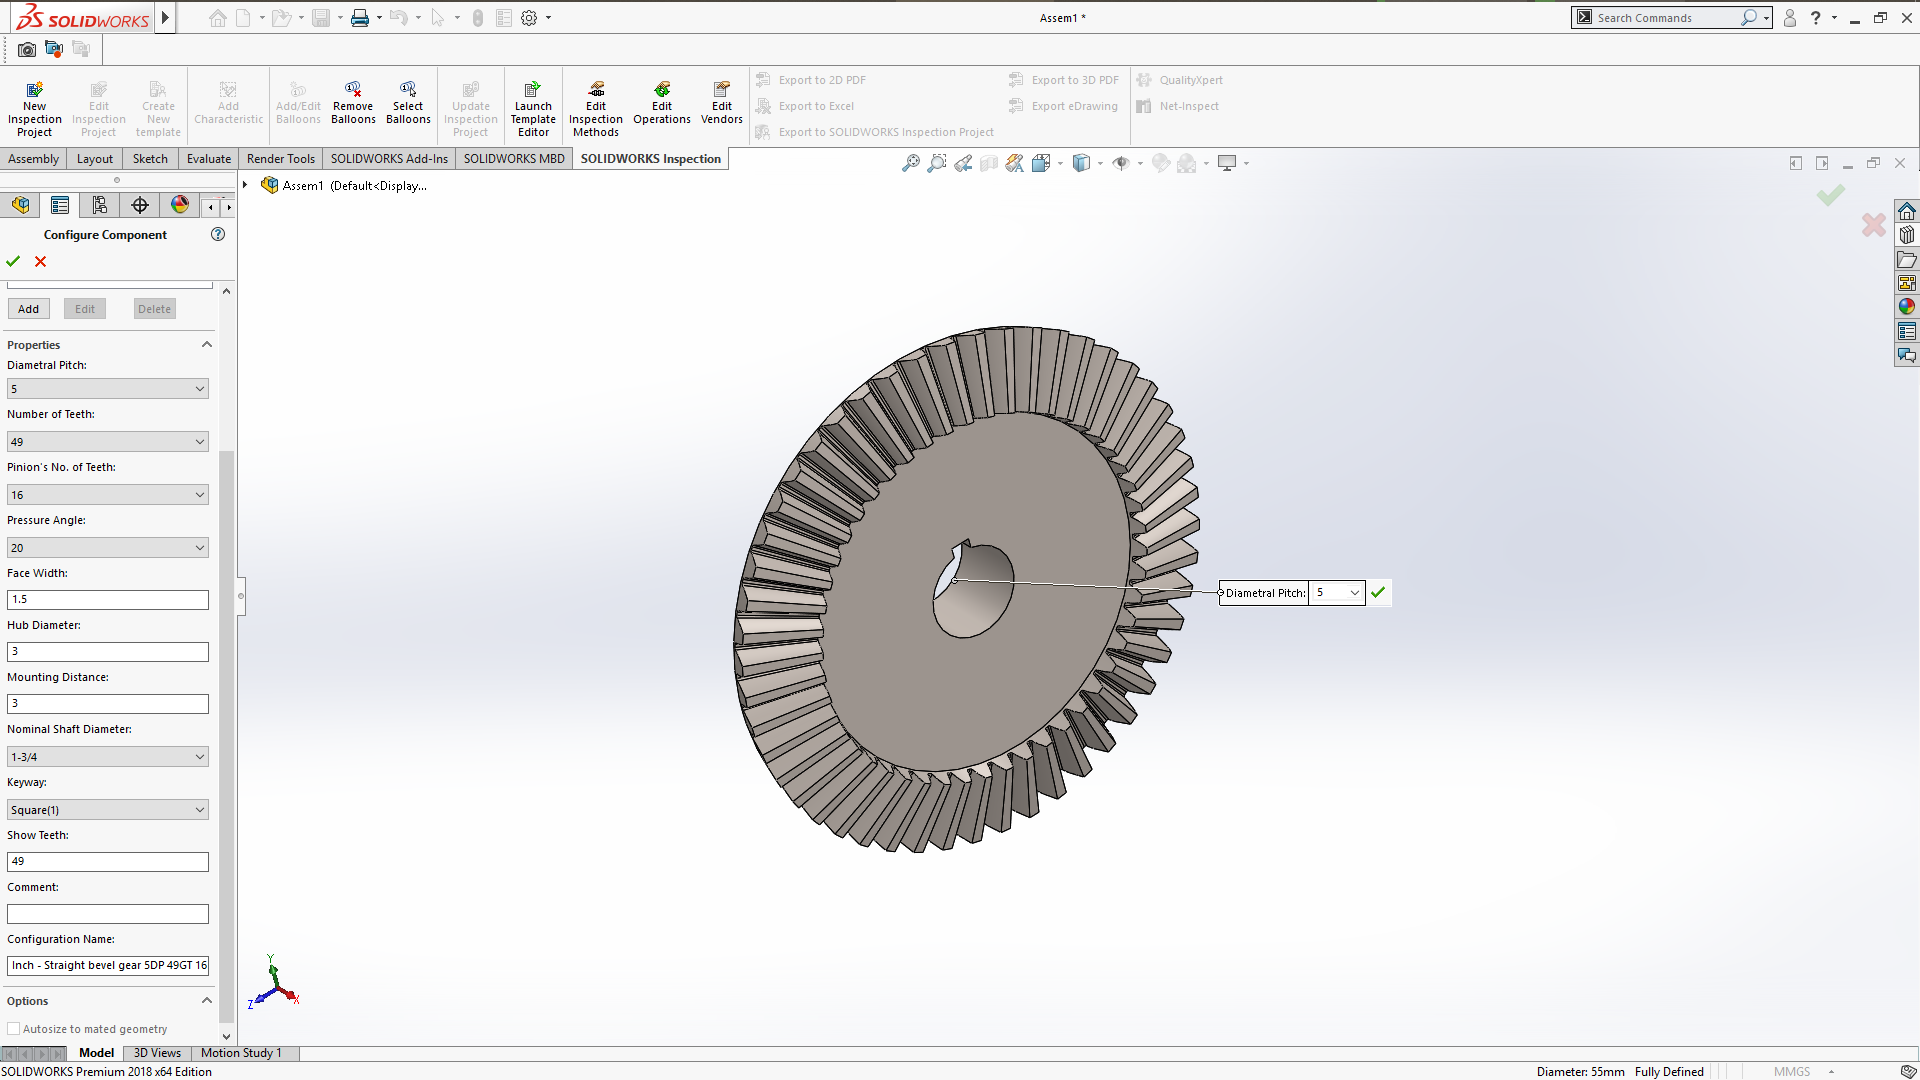 SOLIDWORKS
Assem1 *
Search Commands
New Inspection Project
Edit Inspection Project
Create New template
Add Characteristic
Add/Edit Balloons
Remove Balloons
Select Balloons
Update Inspection Project
Launch Template Editor
Edit Inspection Methods
Edit Operations
Edit Vendors
Export to 2D PDF
Export to Excel
Export to SOLIDWORKS Inspection Project
Export to 3D PDF
Export eDrawing
QualityXpert
Net-Inspect
Assembly
Layout
Sketch
Evaluate
Render Tools
SOLIDWORKS Add-Ins
SOLIDWORKS MBD
SOLIDWORKS Inspection
Assem1 (Default<Display...
Configure Component
Add
Edit
Delete
Properties
Diametral Pitch:
5
Number of Teeth:
49
Pinion's No. of Teeth:
16
Pressure Angle:
20
Face Width:
1.5
Hub Diameter:
3
Mounting Distance:
3
Nominal Shaft Diameter:
1-3/4
Keyway:
Square(1)
Show Teeth:
49
Comment:
Configuration Name:
Inch - Straight bevel gear 5DP 49GT 16
Options
Autosize to mated geometry
Diametral Pitch: 5
Y
Z
X
Model
3D Views
Motion Study 1
SOLIDWORKS Premium 2018 x64 Edition
Diameter: 55mm
Fully Defined
MMGS